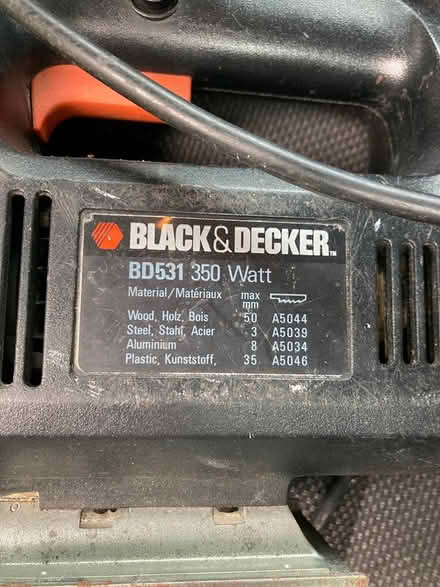 BLACK&DECKER™
BD531 350 Watt
Material/Matériaux max mm
Wood, Holz, Bois 50 A5044
Steel, Stahl, Acier 3 A5039
Aluminium 8 A5034
Plastic, Kunststoff, 35 A5046